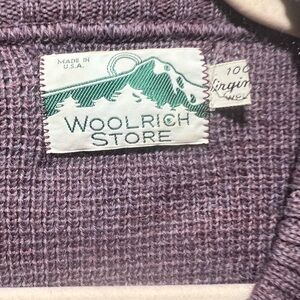 MADE IN
U.S.A.
WOOLRICH
STORE
100
Virgin